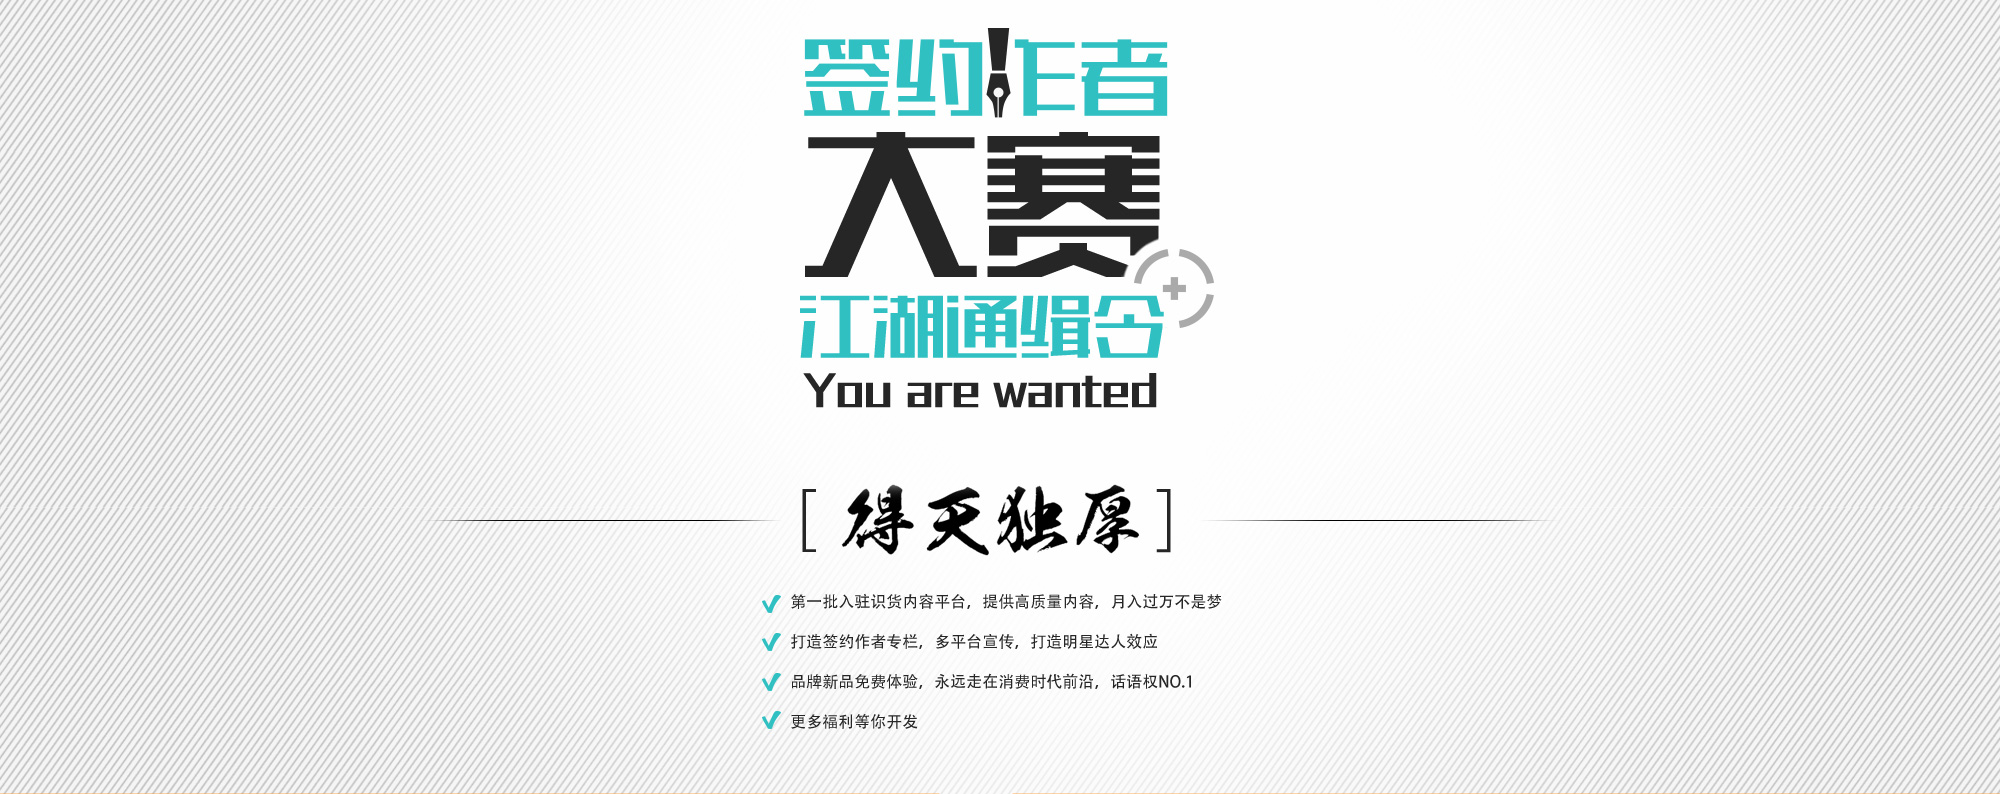 签约作者
大赛
江湖通缉令
You are wanted
[ 得天独厚 ]
第一批入驻识货内容平台，提供高质量内容，月入过万不是梦
打造签约作者专栏，多平台宣传，打造明星达人效应
品牌新品免费体验，永远走在消费时代前沿，话语权NO.1
更多福利等你开发